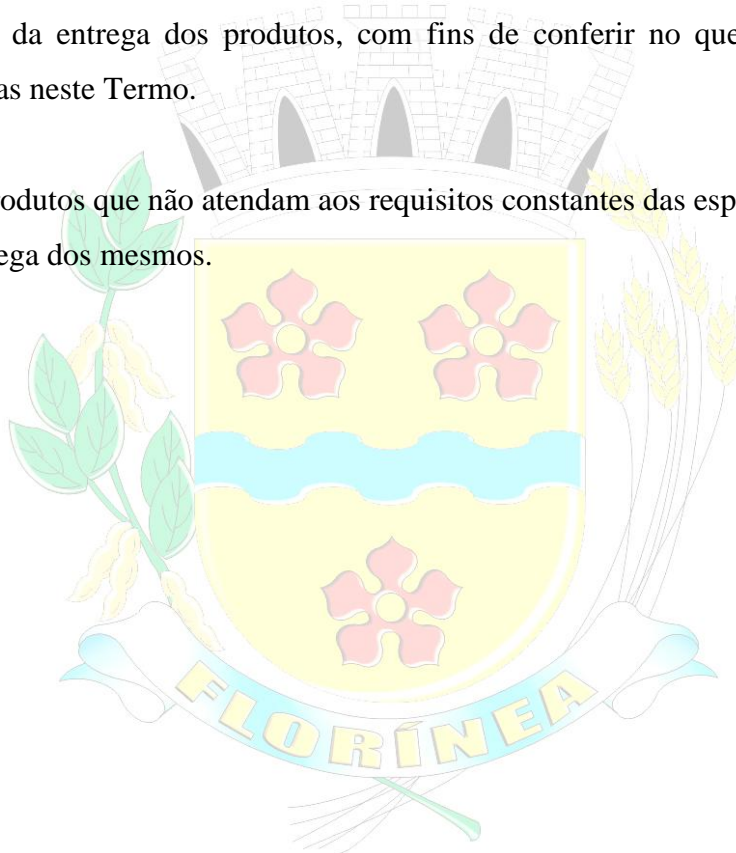 da entrega dos produtos, com fins de conferir no que
as neste Termo.
odutos que não atendam aos requisitos constantes das esp
ega dos mesmos.
FLORÍNEA